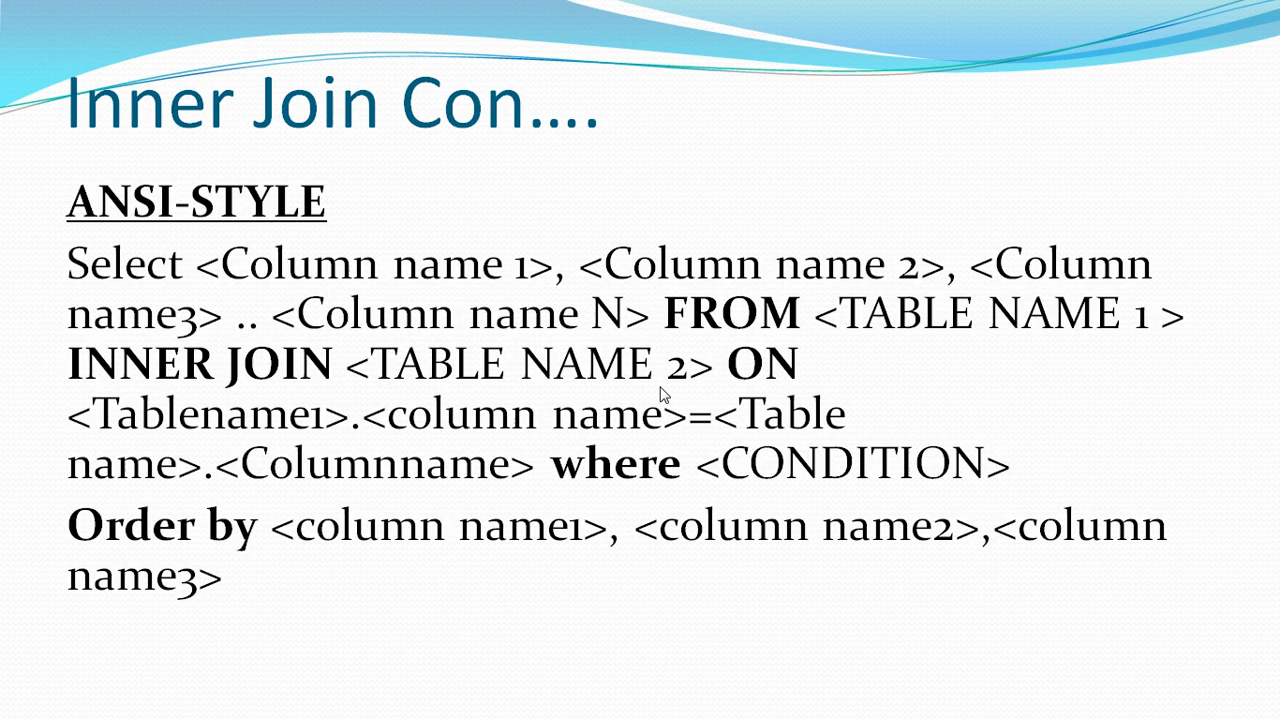 Inner Join Con….
ANSI-STYLE
Select <Column name 1>, <Column name 2>, <Column
name3> .. <Column name N> FROM <TABLE NAME 1 >
INNER JOIN <TABLE NAME 2> ON
<Tablename1>.<column name>=<Table
name>.<Columnname> where <CONDITION>
Order by <column name1>, <column name2>,<column
name3>